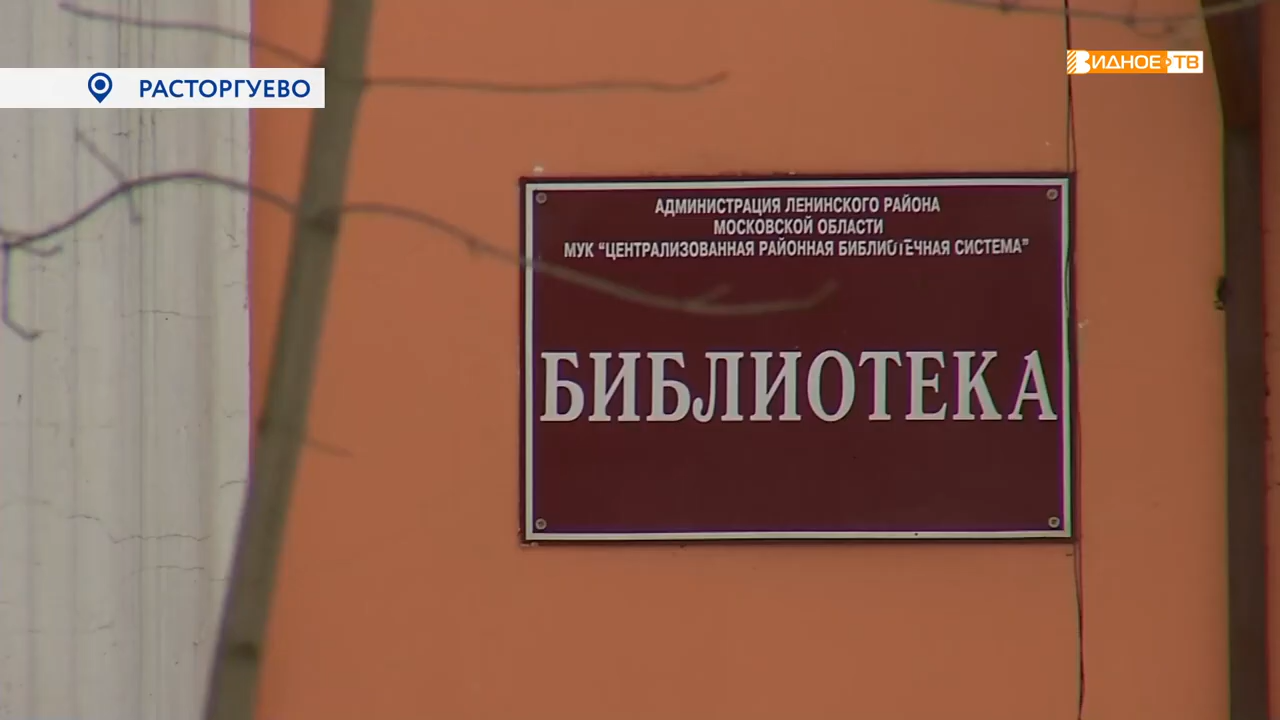 РАСТОРГУЕВО
ВИДНОЕ·ТВ
АДМИНИСТРАЦИЯ ЛЕНИНСКОГО РАЙОНА
МОСКОВСКОЙ ОБЛАСТИ
МУК "ЦЕНТРАЛИЗОВАННАЯ РАЙОННАЯ БИБЛИОТЕЧНАЯ СИСТЕМА"
БИБЛИОТЕКА